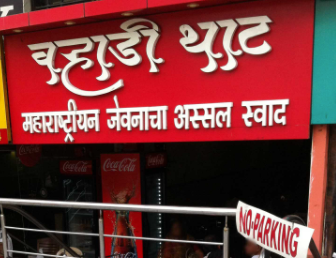 वऱ्हाडी थाट
महाराष्ट्रीयन जेवनाचा अस्सल स्वाद
Coca-Cola Coca-Cola
NO-PARKING